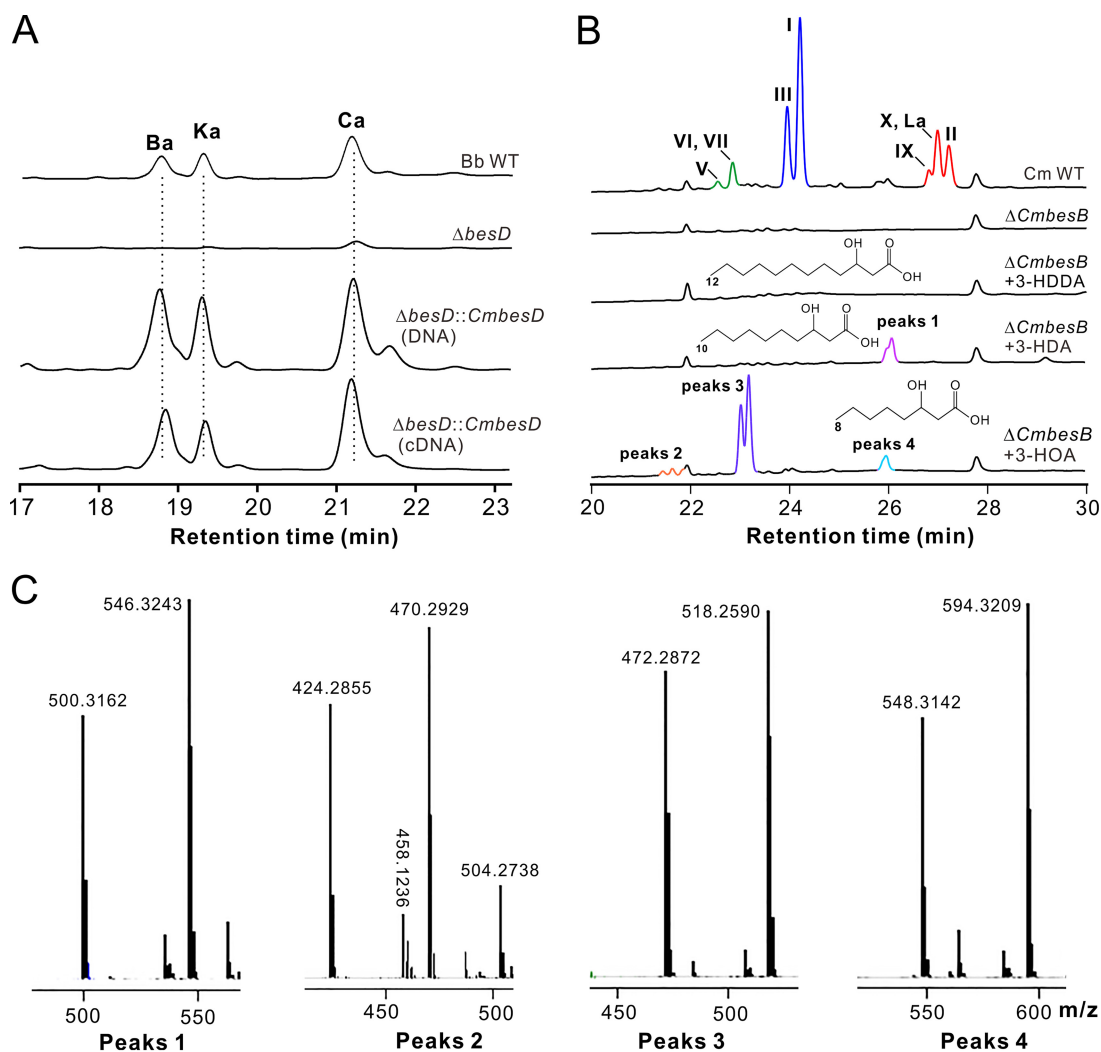 A
Ba
Ka
Ca
Bb WT
ΔbesD
ΔbesD::CmbesD
(DNA)
ΔbesD::CmbesD
(cDNA)
17
18
19
20
21
22
23
Retention time (min)
B
I
III
VI, VII
V
X, La
II
IX
Cm WT
ΔCmbesB
OH
O
OH
12
ΔCmbesB
+3-HDDA
OH
O
OH
10
peaks 1
ΔCmbesB
+3-HDA
peaks 3
OH
O
OH
8
peaks 2
peaks 4
ΔCmbesB
+3-HOA
20
22
24
26
28
30
Retention time (min)
C
546.3243
500.3162
500
550
Peaks 1
470.2929
424.2855
458.1236
504.2738
450
500
Peaks 2
518.2590
472.2872
450
500
Peaks 3
594.3209
548.3142
550
600
m/z
Peaks 4